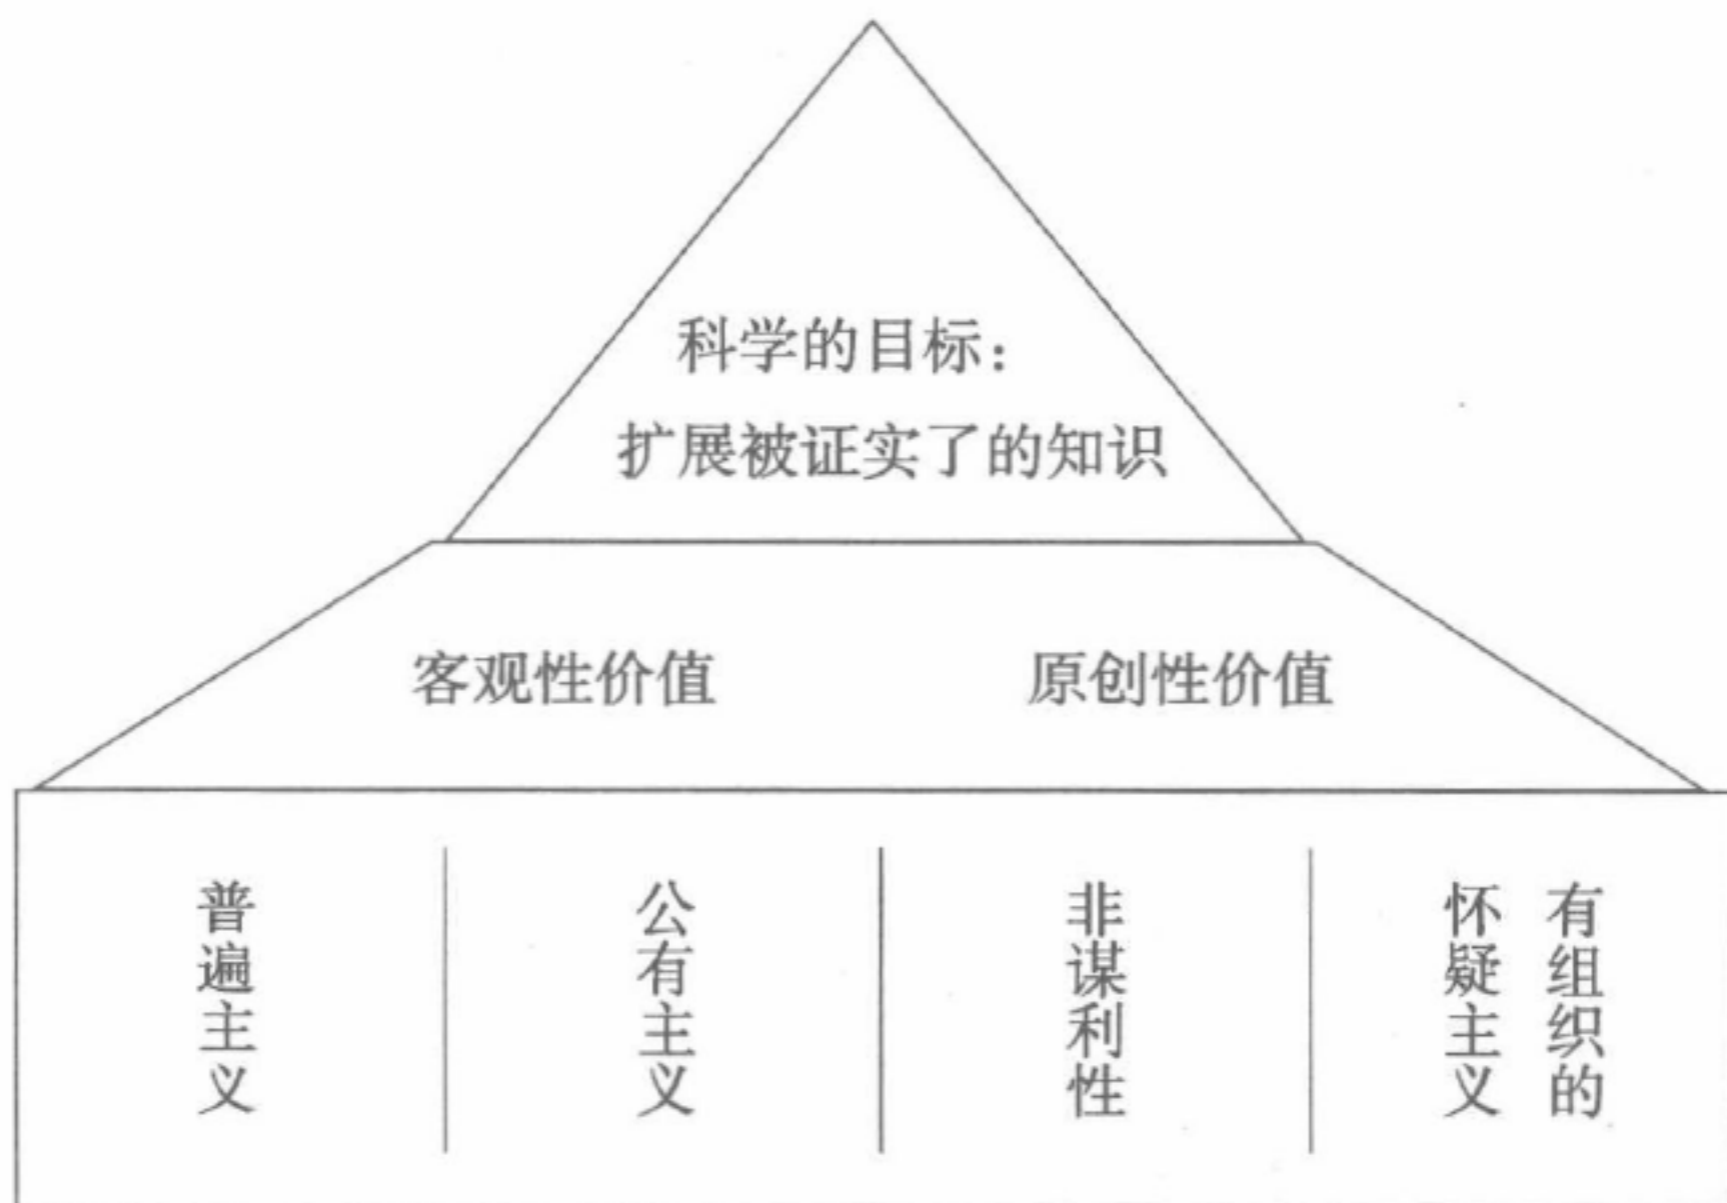 科学的目标：
扩展被证实了的知识
客观性价值
原创性价值
普遍主义
公有主义
非谋利性
有组织的
怀疑主义